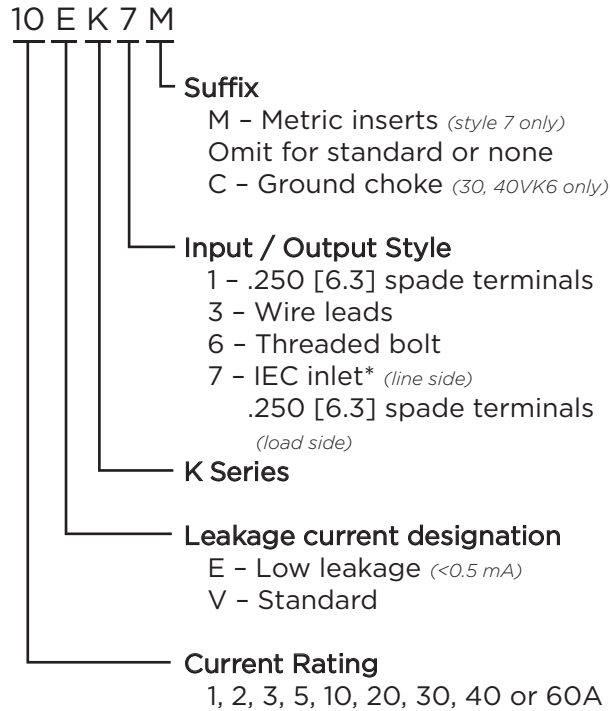 10 E K 7 M
Suffix
M – Metric inserts (style 7 only)
Omit for standard or none
C – Ground choke (30, 40VK6 only)
Input / Output Style
1 – .250 [6.3] spade terminals
3 – Wire leads
6 – Threaded bolt
7 – IEC inlet* (line side)
.250 [6.3] spade terminals
(load side)
K Series
Leakage current designation
E – Low leakage (<0.5 mA)
V – Standard
Current Rating
1, 2, 3, 5, 10, 20, 30, 40 or 60A